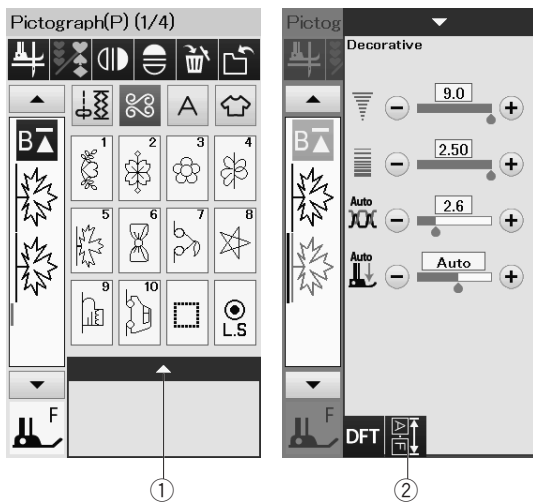 Pictograph(P) (1/4)
B
A
1
2
3
4
5
6
7
8
9
10
L.S
F
①
Pictog
Decorative
B
9.0
2.50
Auto
2.6
Auto
Auto
F
DFT
A
F
②